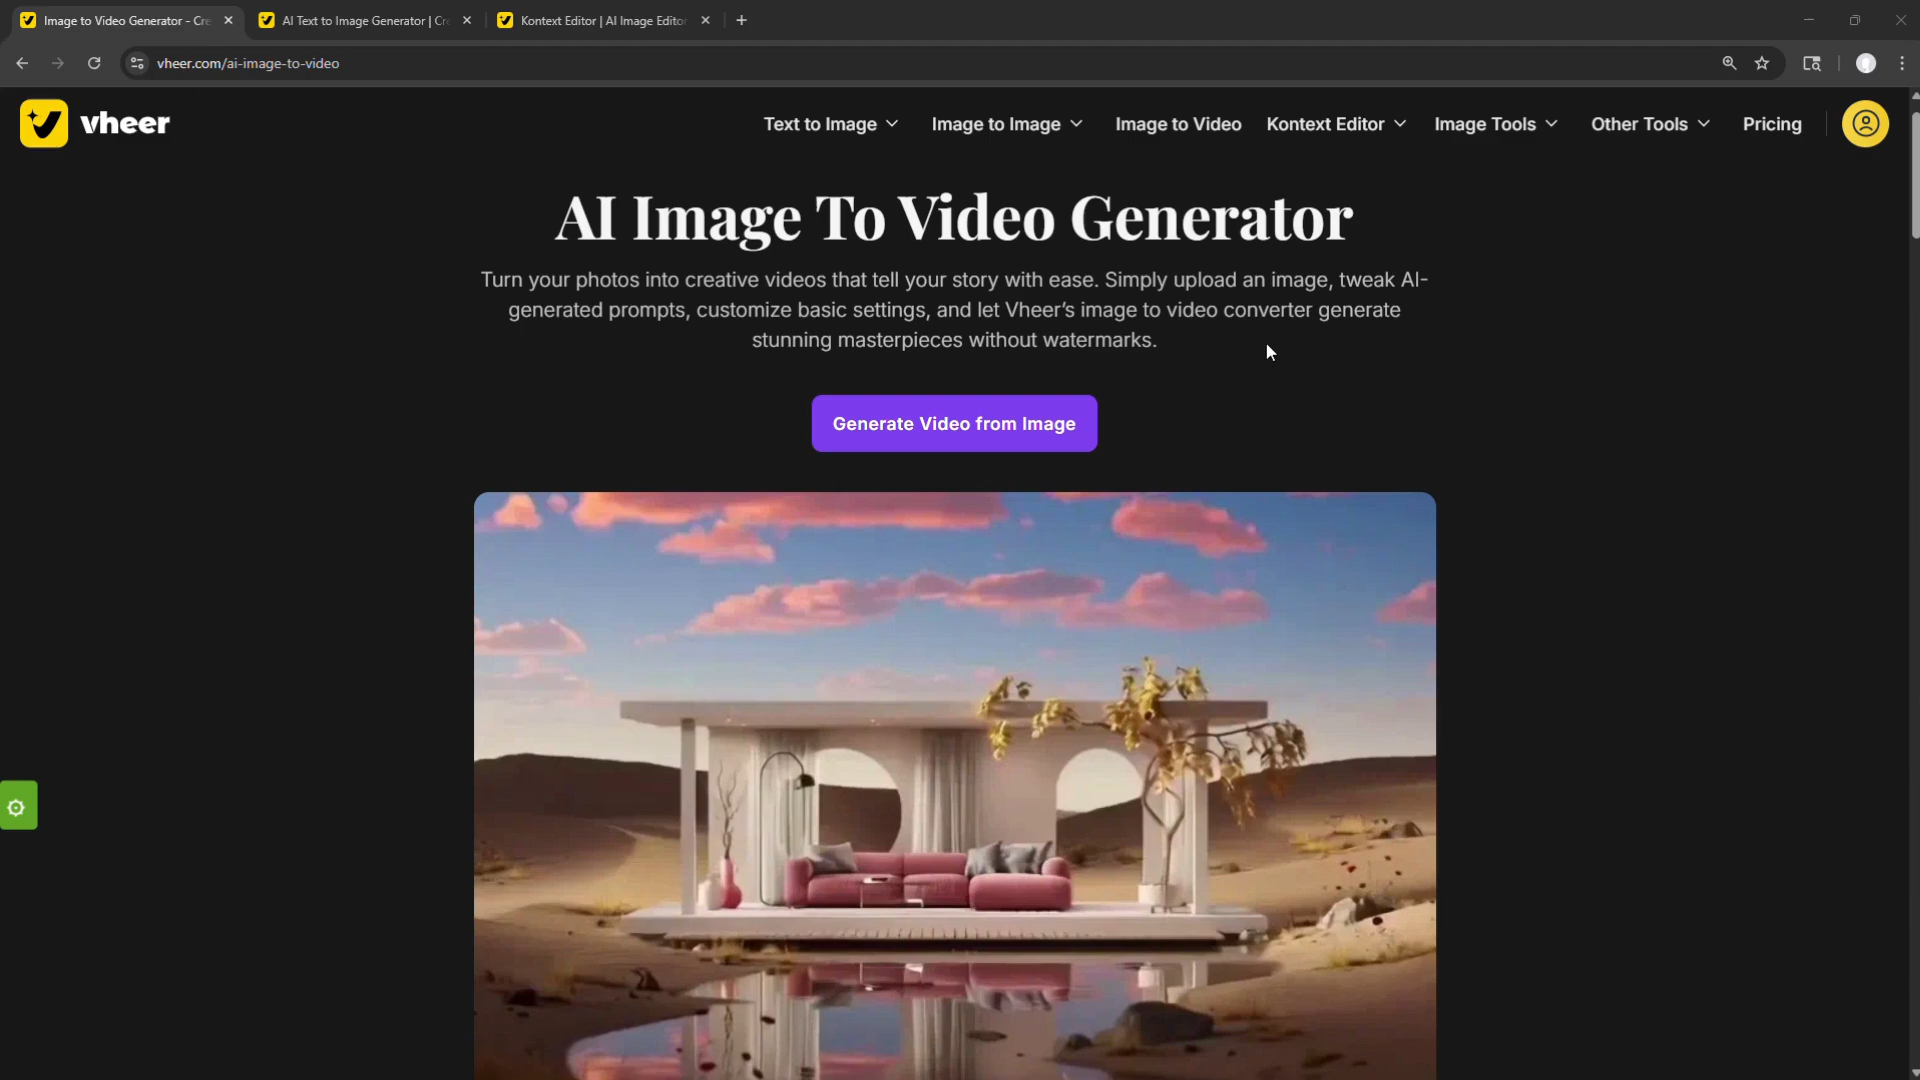 Image to Video Generator - Cre
AI Text to Image Generator | Cre
Kontext Editor | AI Image Editor
vheer.com/ai-image-to-video
vheer
Text to Image
Image to Image
Image to Video
Kontext Editor
Image Tools
Other Tools
Pricing
AI Image To Video Generator
Turn your photos into creative videos that tell your story with ease. Simply upload an image, tweak AI-
generated prompts, customize basic settings, and let Vheer's image to video converter generate
stunning masterpieces without watermarks.
Generate Video from Image